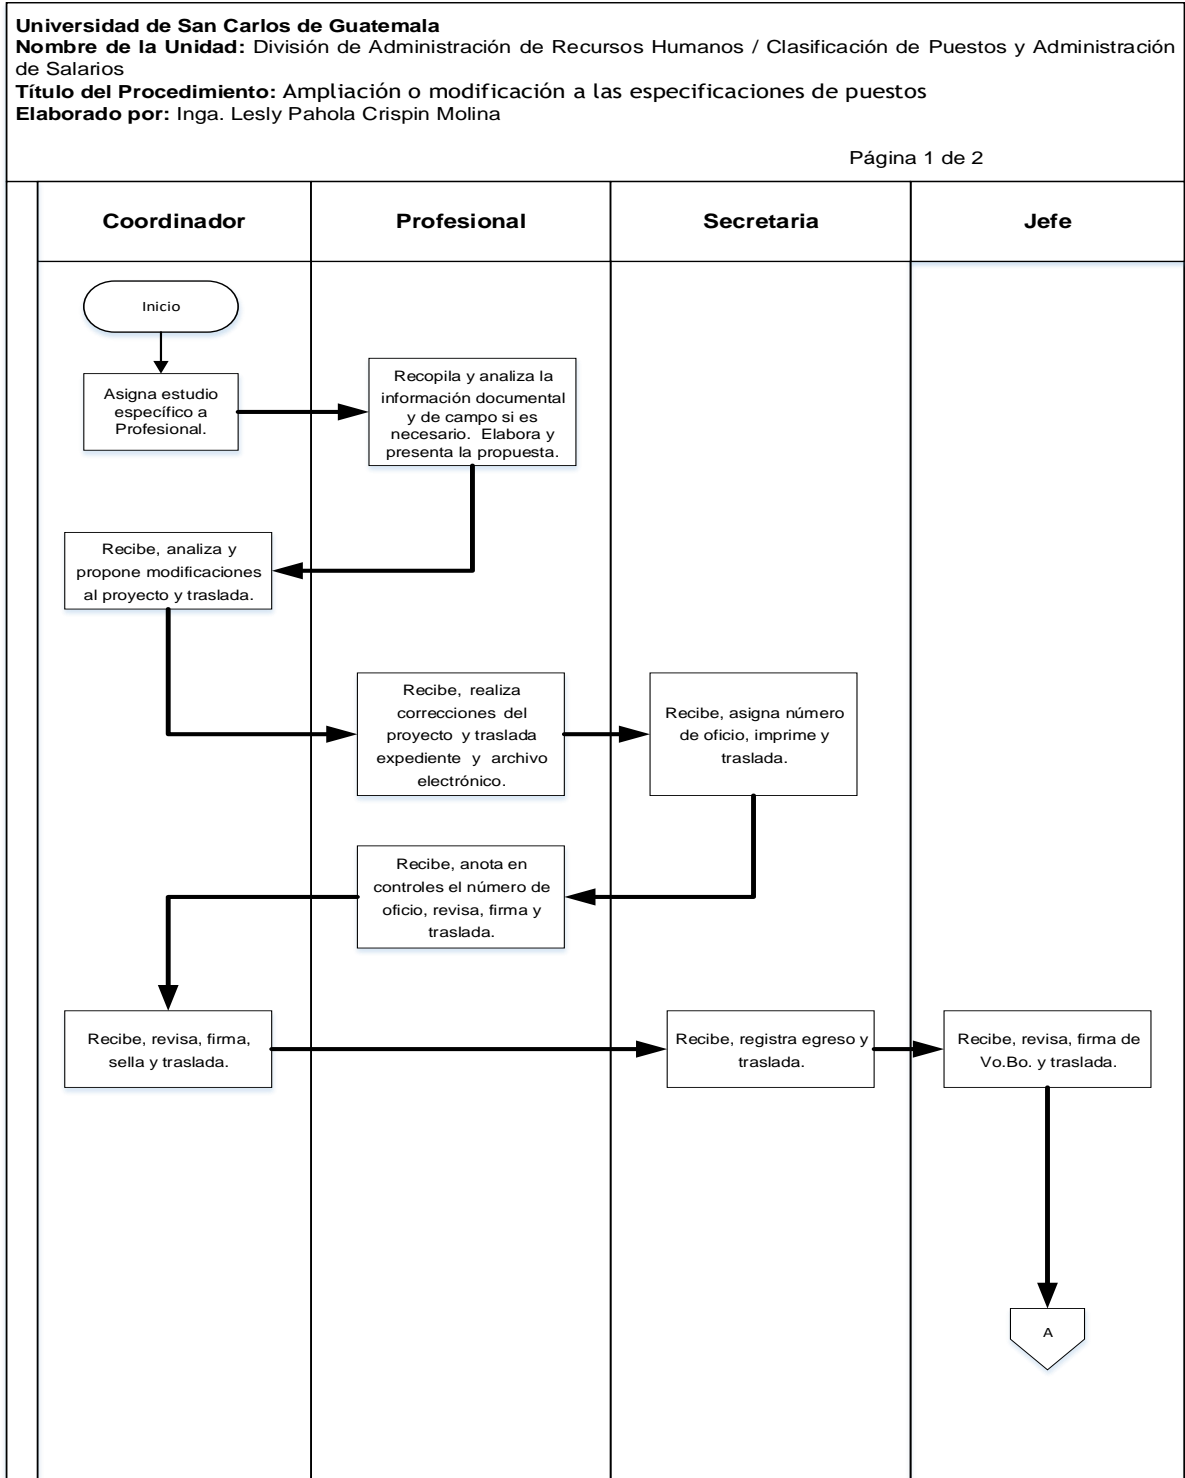 Universidad de San Carlos de Guatemala
Nombre de la Unidad: División de Administración de Recursos Humanos / Clasificación de Puestos y Administración
de Salarios
Título del Procedimiento: Ampliación o modificación a las especificaciones de puestos
Elaborado por: Inga. Lesly Pahola Crispin Molina
Página 1 de 2
Coordinador
Profesional
Secretaria
Jefe
Inicio
Asigna estudio
específico a
Profesional.
Recopila y analiza la
información documental
y de campo si es
necesario. Elabora y
presenta la propuesta.
Recibe, analiza y
propone modificaciones
al proyecto y traslada.
Recibe, realiza
correcciones del
proyecto y traslada
expediente y archivo
electrónico.
Recibe, asigna número
de oficio, imprime y
traslada.
Recibe, anota en
controles el número de
oficio, revisa, firma y
traslada.
Recibe, revisa, firma,
sella y traslada.
Recibe, registra egreso y
traslada.
Recibe, revisa, firma de
Vo.Bo. y traslada.
A